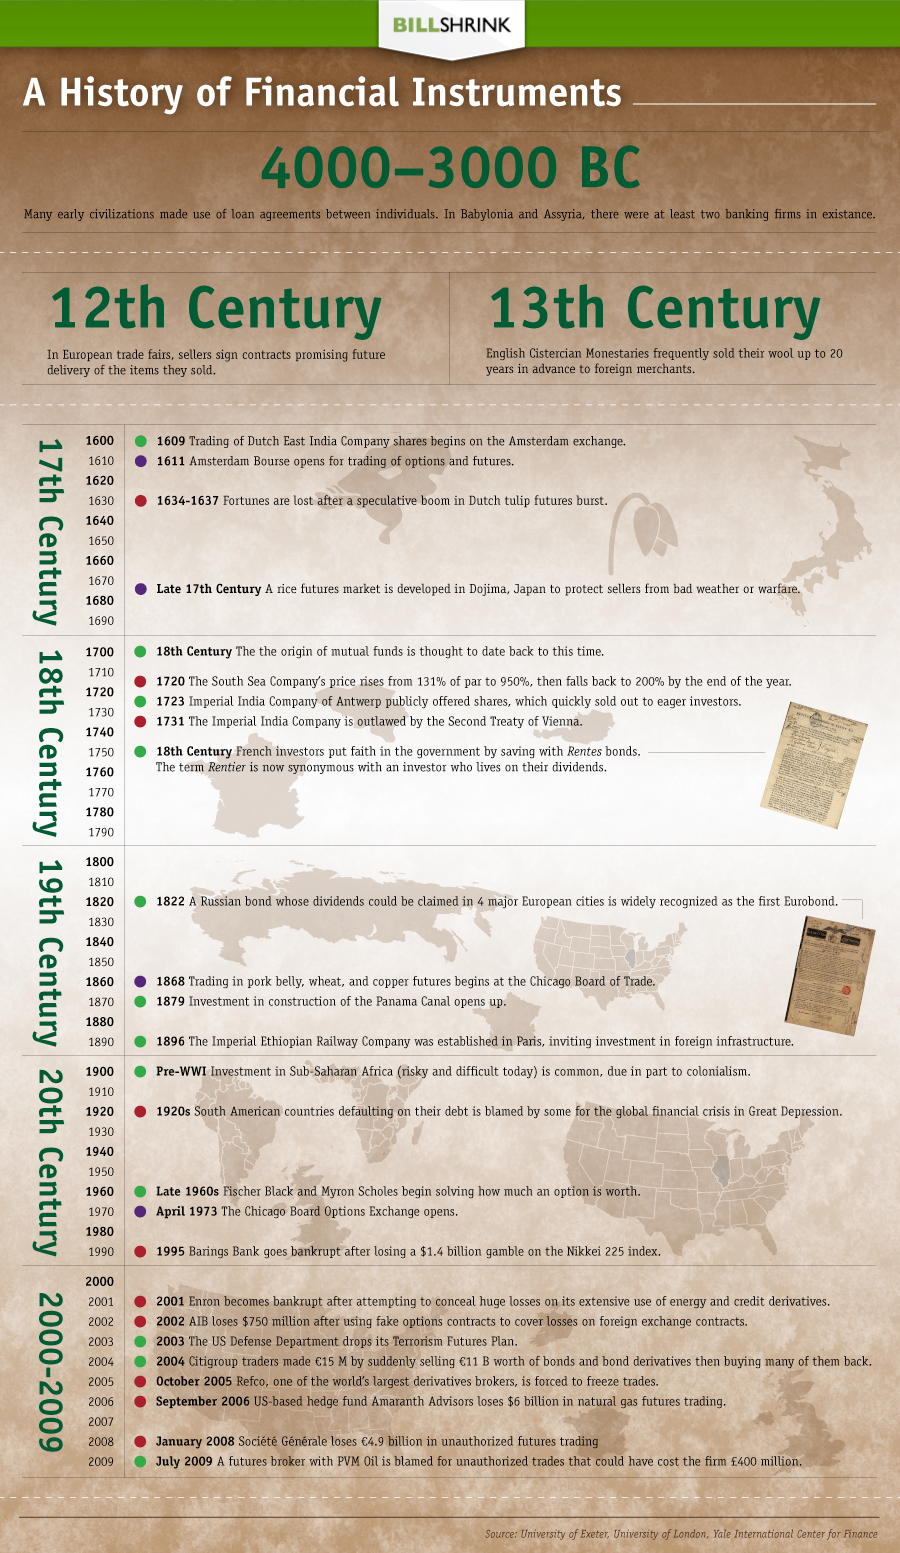 BILLSHRINK
A History of Financial Instruments
4000–3000 BC
Many early civilizations made use of loan agreements between individuals. In Babylonia and Assyria, there were at least two banking firms in existance.
12th Century
In European trade fairs, sellers sign contracts promising future
delivery of the items they sold.
13th Century
English Cistercian Monestaries frequently sold their wool up to 20
years in advance to foreign merchants.
17th Century
1600
1609 Trading of Dutch East India Company shares begins on the Amsterdam exchange.
1610
1611 Amsterdam Bourse opens for trading of options and futures.
1620
1630
1634-1637 Fortunes are lost after a speculative boom in Dutch tulip futures burst.
1640
1650
1660
1670
Late 17th Century A rice futures market is developed in Dojima, Japan to protect sellers from bad weather or warfare.
1680
1690
18th Century
1700
18th Century The the origin of mutual funds is thought to date back to this time.
1710
1720 The South Sea Company's price rises from 131% of par to 950%, then falls back to 200% by the end of the year.
1720
1723 Imperial India Company of Antwerp publicly offered shares, which quickly sold out to eager investors.
1730
1731 The Imperial India Company is outlawed by the Second Treaty of Vienna.
1740
1750
18th Century French investors put faith in the government by saving with Rentes bonds.
The term Rentier is now synonymous with an investor who lives on their dividends.
1760
1770
1780
1790
19th Century
1800
1810
1820
1822 A Russian bond whose dividends could be claimed in 4 major European cities is widely recognized as the first Eurobond.
1830
1840
1850
1860
1868 Trading in pork belly, wheat, and copper futures begins at the Chicago Board of Trade.
1870
1879 Investment in construction of the Panama Canal opens up.
1880
1890
1896 The Imperial Ethiopian Railway Company was established in Paris, inviting investment in foreign infrastructure.
20th Century
1900
Pre-WWI Investment in Sub-Saharan Africa (risky and difficult today) is common, due in part to colonialism.
1910
1920
1920s South American countries defaulting on their debt is blamed by some for the global financial crisis in Great Depression.
1930
1940
1950
1960
Late 1960s Fischer Black and Myron Scholes begin solving how much an option is worth.
1970
April 1973 The Chicago Board Options Exchange opens.
1980
1990
1995 Barings Bank goes bankrupt after losing a $1.4 billion gamble on the Nikkei 225 index.
2000-2009
2000
2001
2001 Enron becomes bankrupt after attempting to conceal huge losses on its extensive use of energy and credit derivatives.
2002
2002 AIB loses $750 million after using fake options contracts to cover losses on foreign exchange contracts.
2003
2003 The US Defense Department drops its Terrorism Futures Plan.
2004
2004 Citigroup traders made €15 M by suddenly selling €11 B worth of bonds and bond derivatives then buying many of them back.
2005
October 2005 Refco, one of the world's largest derivatives brokers, is forced to freeze trades.
2006
September 2006 US-based hedge fund Amaranth Advisors loses $6 billion in natural gas futures trading.
2007
2008
January 2008 Société Générale loses €4.9 billion in unauthorized futures trading
2009
July 2009 A futures broker with PVM Oil is blamed for unauthorized trades that could have cost the firm £400 million.
Source: University of Exeter, University of London, Yale International Center for Finance